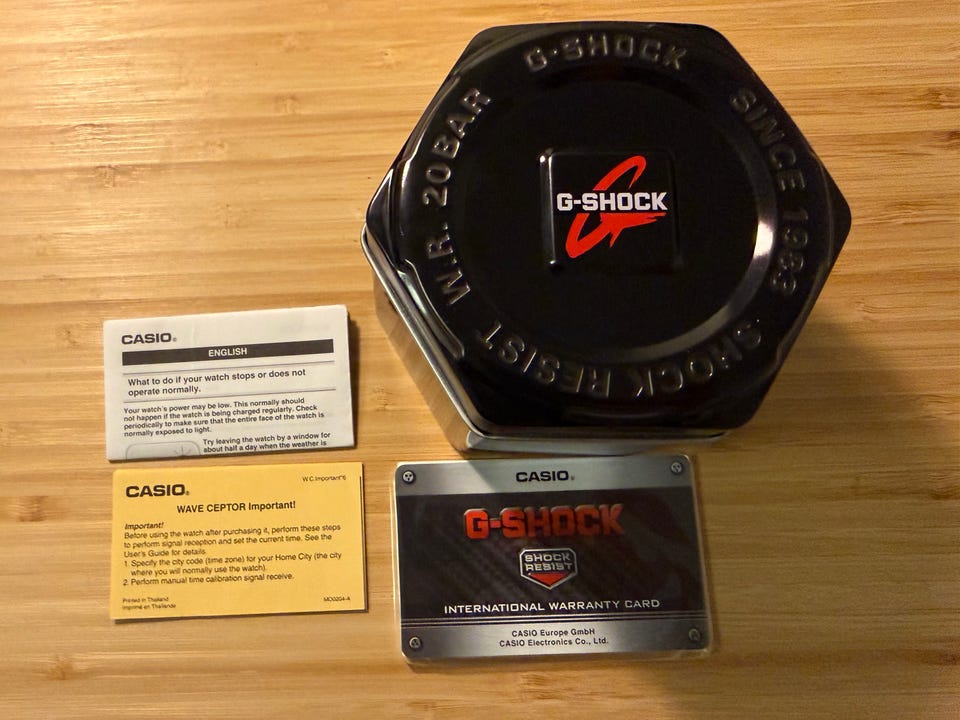 G-SHOCK
SINCE 1983
SHOCK RESIST
W.R. 20BAR
G-SHOCK
CASIO®
ENGLISH
What to do if your watch stops or does not
operate normally.
Your watch's power may be low. This normally should
not happen if the watch is being charged regularly. Check
periodically to make sure that the entire face of the watch is
normally exposed to light.
Try leaving the watch by a window for
about half a day when the weather is
CASIO®
W.C.Important*6
WAVE CEPTOR Important!
Important!
Before using the watch after purchasing it, perform these steps
to perform signal reception and set the current time. See the
User's Guide for details.
1. Specify the city code (time zone) for your Home City (the city
where you will normally use the watch).
2. Perform manual time calibration signal receive.
Printed in Thailand
Imprimé en Thaïlande
MO0204-A
CASIO®
G-SHOCK
SHOCK
RESIST
INTERNATIONAL WARRANTY CARD
CASIO Europe GmbH
CASIO Electronics Co., Ltd.